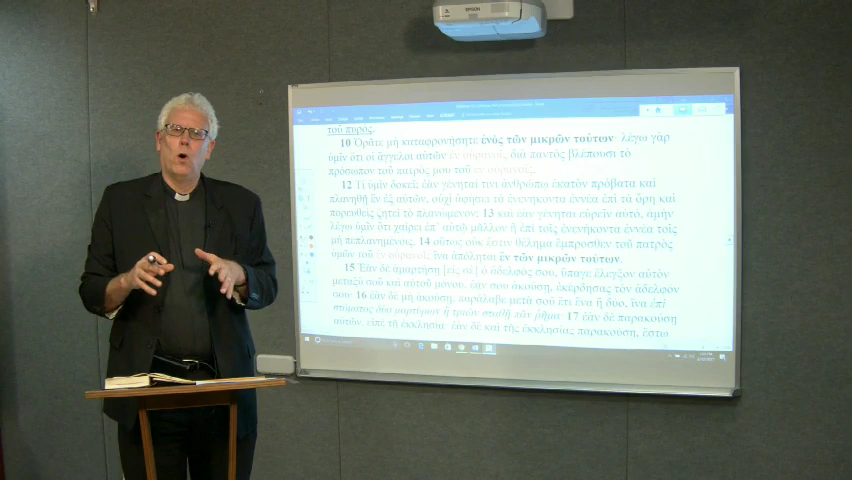 EPSON
τοῦ πυρός.
10 Ὁρᾶτε μὴ καταφρονήσητε ἑνὸς τῶν μικρῶν τούτων· λέγω γὰρ
ὑμῖν ὅτι οἱ ἄγγελοι αὐτῶν ἐν οὐρανοῖς διὰ παντὸς βλέπουσι τὸ
πρόσωπον τοῦ πατρός μου τοῦ ἐν οὐρανοῖς.
12 Τί ὑμῖν δοκεῖ; ἐὰν γένηταί τινι ἀνθρώπῳ ἑκατὸν πρόβατα καὶ
πλανηθῇ ἓν ἐξ αὐτῶν, οὐχὶ ἀφήσει τὰ ἐνενήκοντα ἐννέα ἐπὶ τὰ ὄρη καὶ
πορευθεὶς ζητεῖ τὸ πλανώμενον; 13 καὶ ἐὰν γένηται εὑρεῖν αὐτό, ἀμὴν
λέγω ὑμῖν ὅτι χαίρει ἐπ' αὐτῷ μᾶλλον ἢ ἐπὶ τοῖς ἐνενήκοντα ἐννέα τοῖς
μὴ πεπλανημένοις. 14 οὕτως οὐκ ἔστιν θέλημα ἔμπροσθεν τοῦ πατρὸς
ὑμῶν τοῦ ἐν οὐρανοῖς ἵνα ἀπόληται ἓν τῶν μικρῶν τούτων.
15 Ἐὰν δὲ ἁμαρτήσῃ [εἰς σὲ] ὁ ἀδελφός σου, ὕπαγε ἔλεγξον αὐτὸν
μεταξὺ σοῦ καὶ αὐτοῦ μόνου. ἐάν σου ἀκούσῃ, ἐκέρδησας τὸν ἀδελφόν
σου· 16 ἐὰν δὲ μὴ ἀκούσῃ, παράλαβε μετὰ σοῦ ἔτι ἕνα ἢ δύο, ἵνα ἐπὶ
στόματος δύο μαρτύρων ἢ τριῶν σταθῇ πᾶν ῥῆμα· 17 ἐὰν δὲ παρακούσῃ
αὐτῶν, εἰπὲ τῇ ἐκκλησίᾳ· ἐὰν δὲ καὶ τῆς ἐκκλησίας παρακούσῃ, ἔστω